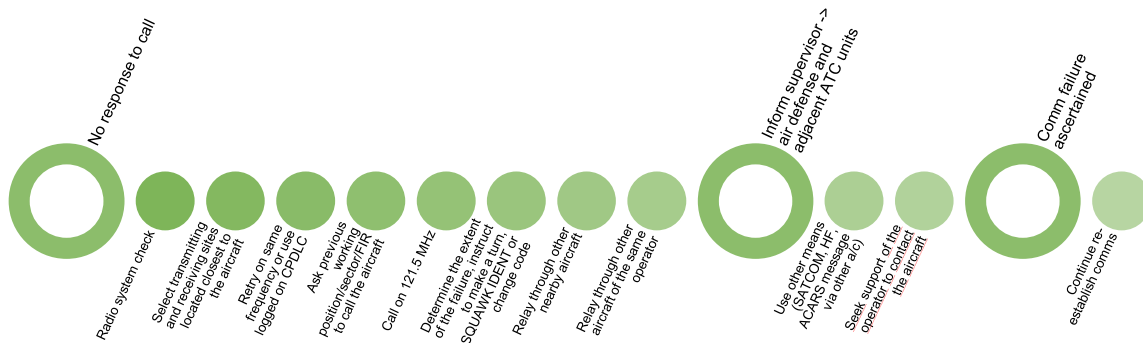 No response to call
Radio system check
Select transmitting
and receiving sites
located closest to
the aircraft
Retry on same
frequency or use
logged on CPDLC
Ask previous
working
position/sector/FIR
to call the aircraft
Call on 121.5 MHz
Determine the extent
of the failure, instruct
to make a turn,
SQUAWK IDENT or
change code
Relay through other
nearby aircraft
Relay through other
aircraft of the same
operator
Inform supervisor ->
air defense and
adjacent ATC units
Use other means
(SATCOM, HF,
ACARS message
via other a/c)
Seek support of the
operator to contact
the aircraft
Comm failure
ascertained
Continue re-
establish comms